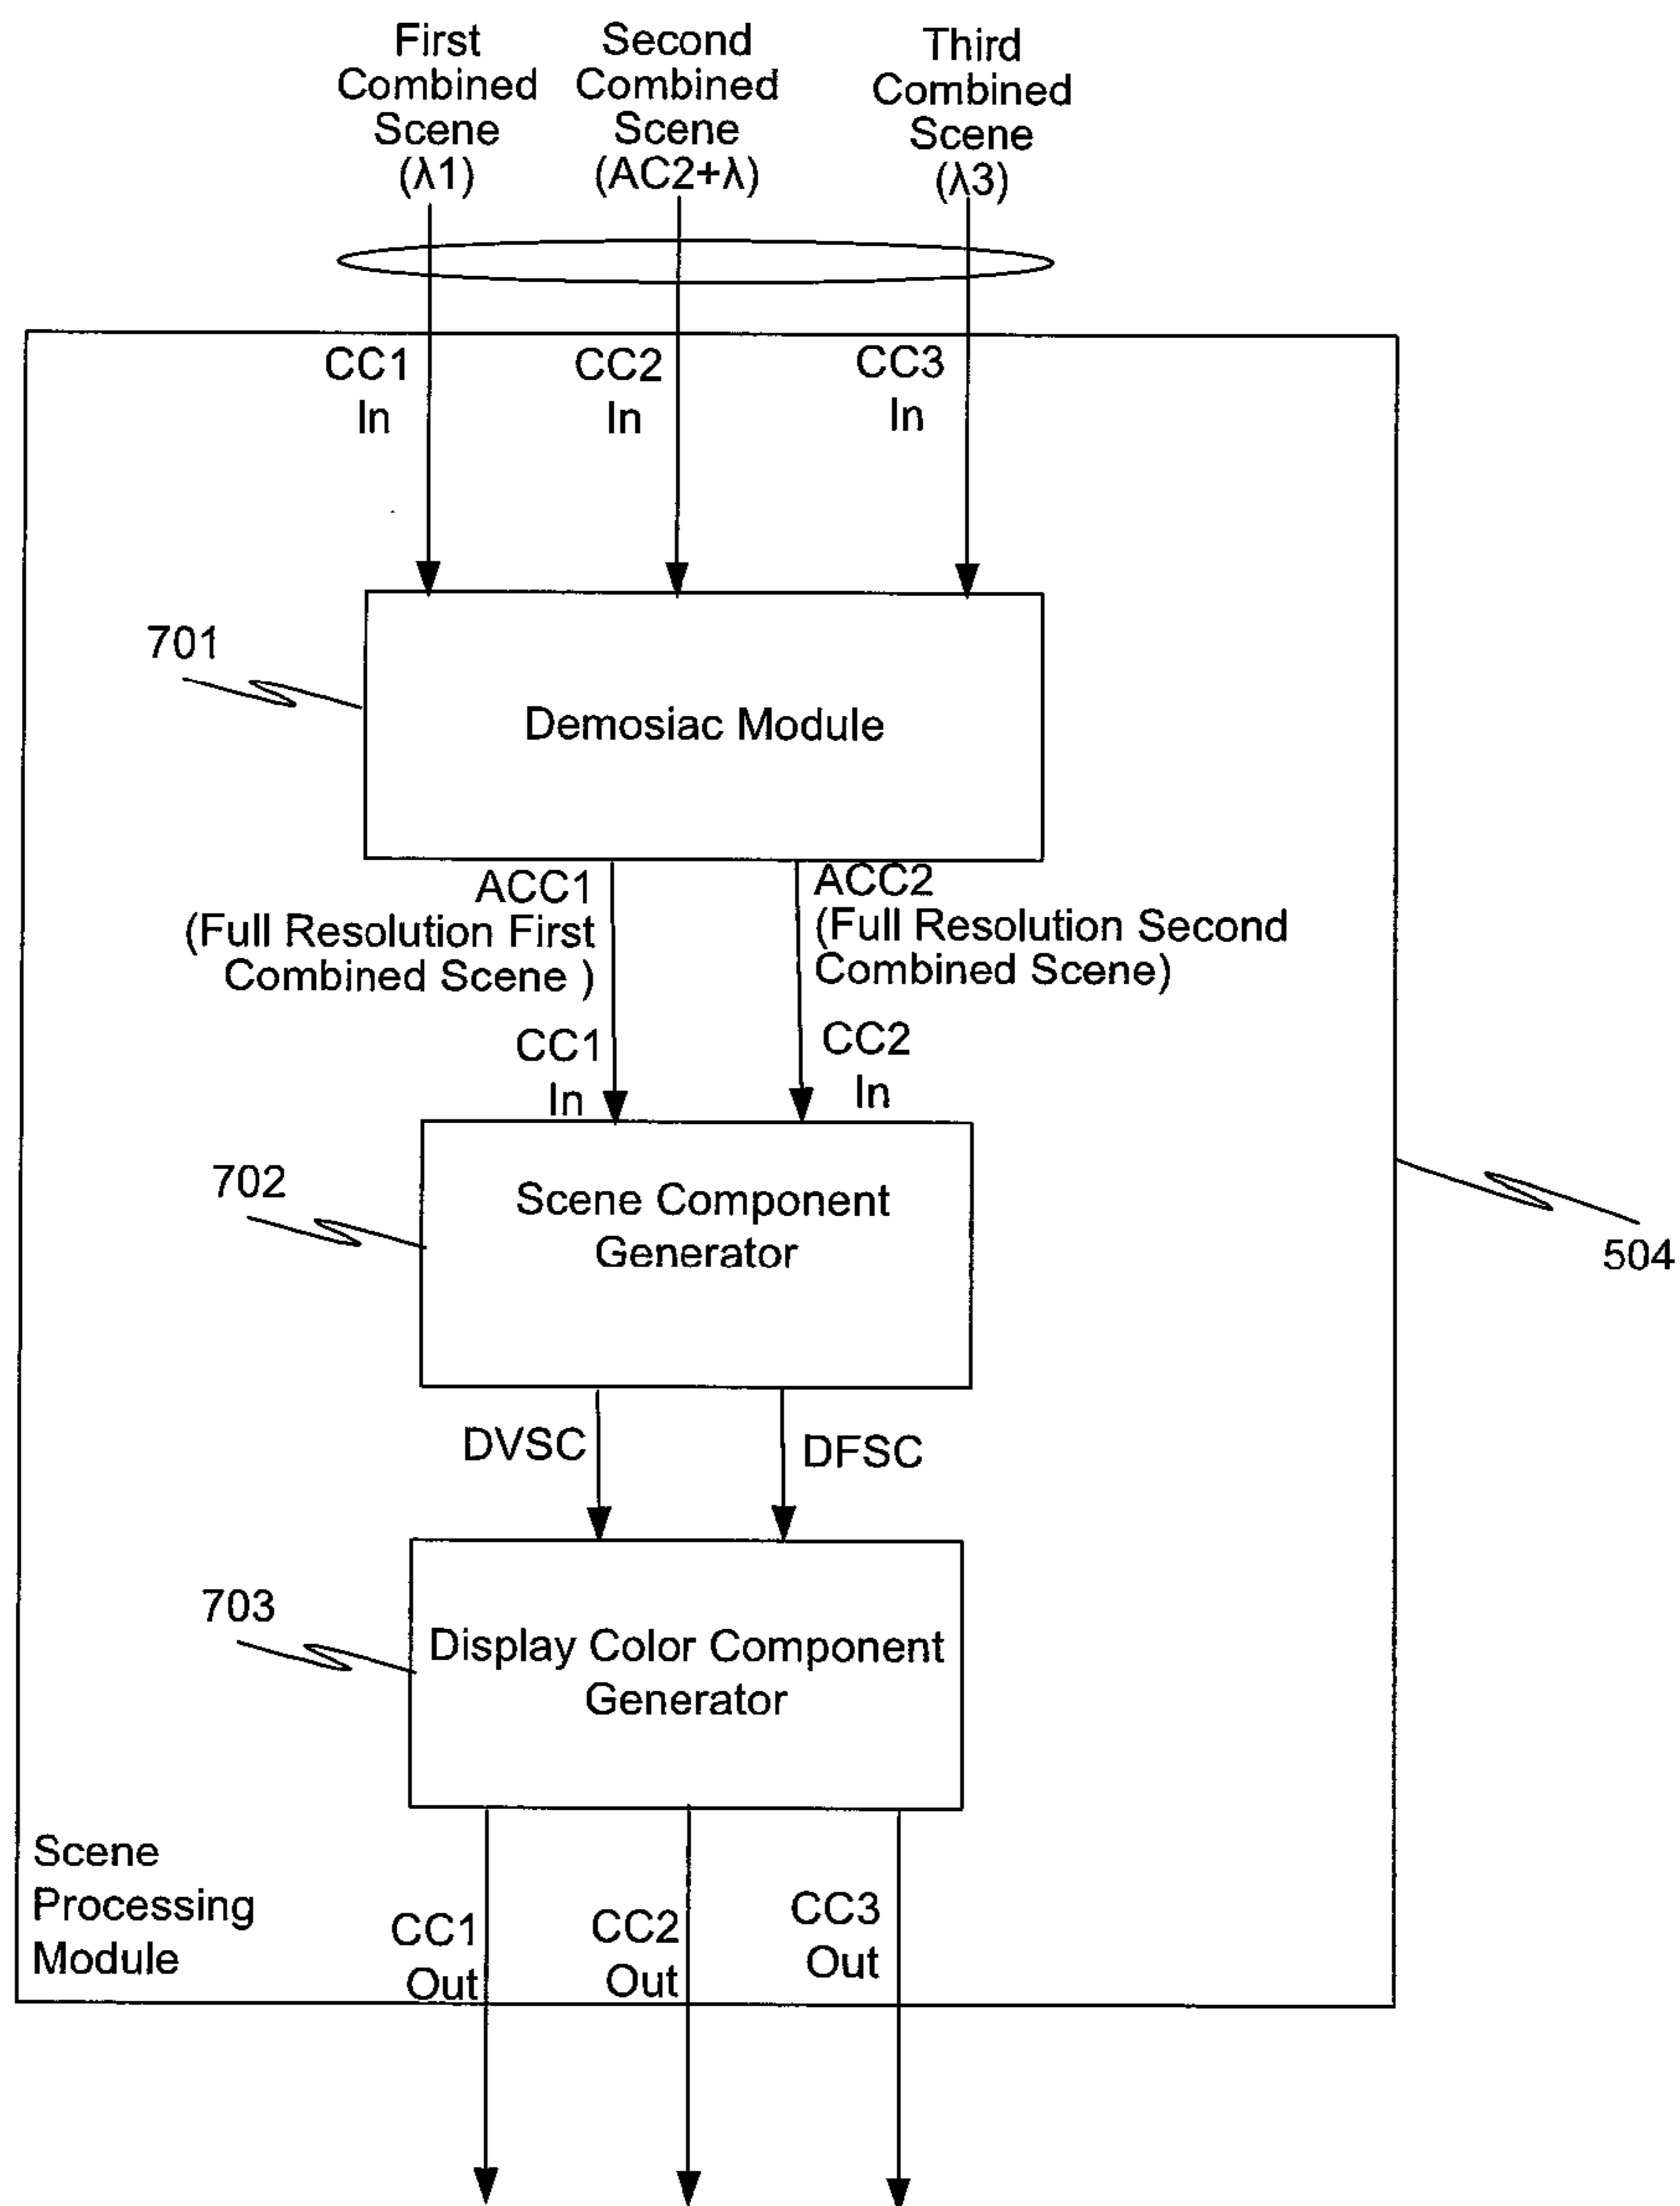 First
Combined
Scene
(λ1)
Second
Combined
Scene
(AC2+λ)
Third
Combined
Scene
(λ3)
CC1
In
CC2
In
CC3
In
701
Demosiac Module
ACC1
(Full Resolution First
Combined Scene )
ACC2
(Full Resolution Second
Combined Scene)
CC1
In
CC2
In
702
Scene Component
Generator
504
DVSC
DFSC
703
Display Color Component
Generator
Scene
Processing
Module
CC1
Out
CC2
Out
CC3
Out